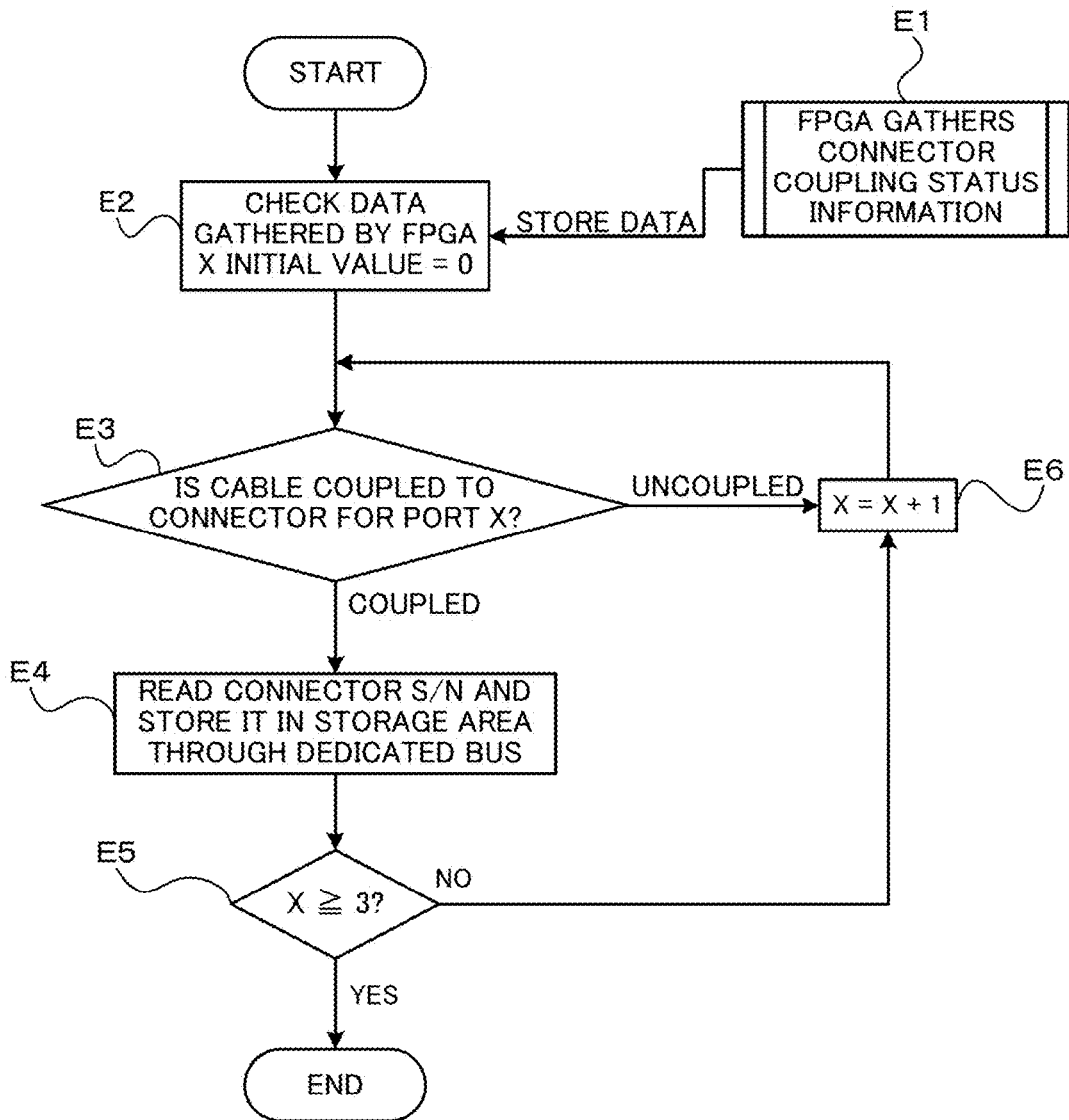 E1
START
FPGA GATHERS
CONNECTOR
COUPLING STATUS
INFORMATION
E2
CHECK DATA
GATHERED BY FPGA
X INITIAL VALUE = 0
STORE DATA
E3
IS CABLE COUPLED TO
CONNECTOR FOR PORT X?
UNCOUPLED
X = X + 1
E6
COUPLED
E4
READ CONNECTOR S/N AND
STORE IT IN STORAGE AREA
THROUGH DEDICATED BUS
E5
X ≧ 3?
NO
YES
END